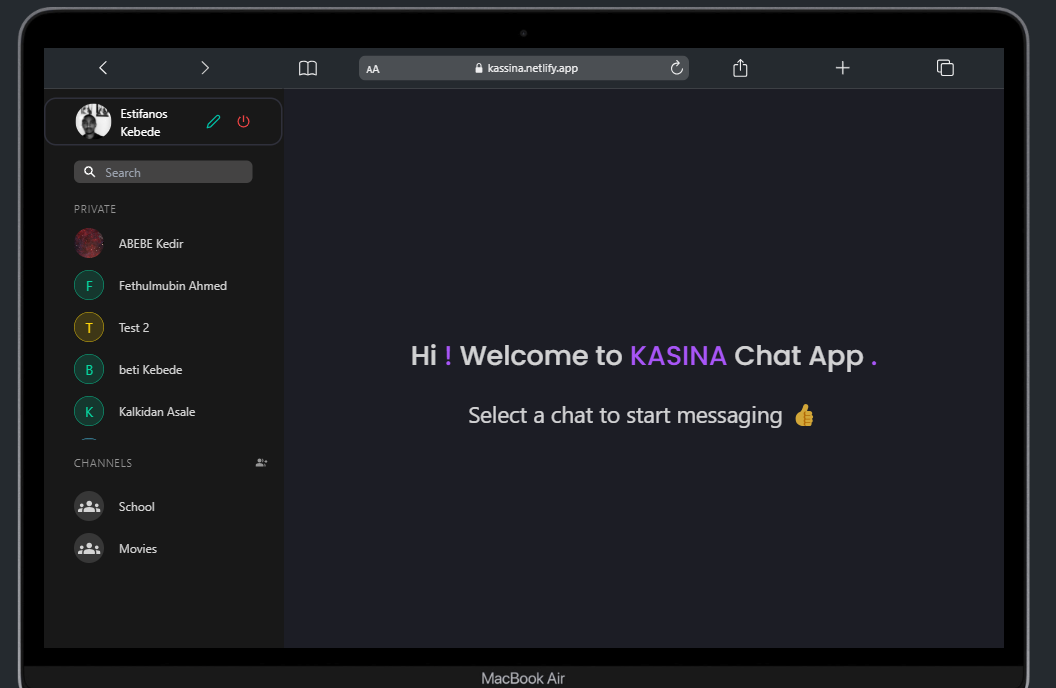 AA kassina.netlify.app
Estifanos
Kebede
Search
PRIVATE
ABEBE Kedir
F Fethulmubin Ahmed
T Test 2
B beti Kebede
K Kalkidan Asale
CHANNELS
School
Movies
Hi ! Welcome to KASINA Chat App .
Select a chat to start messaging 👍
MacBook Air